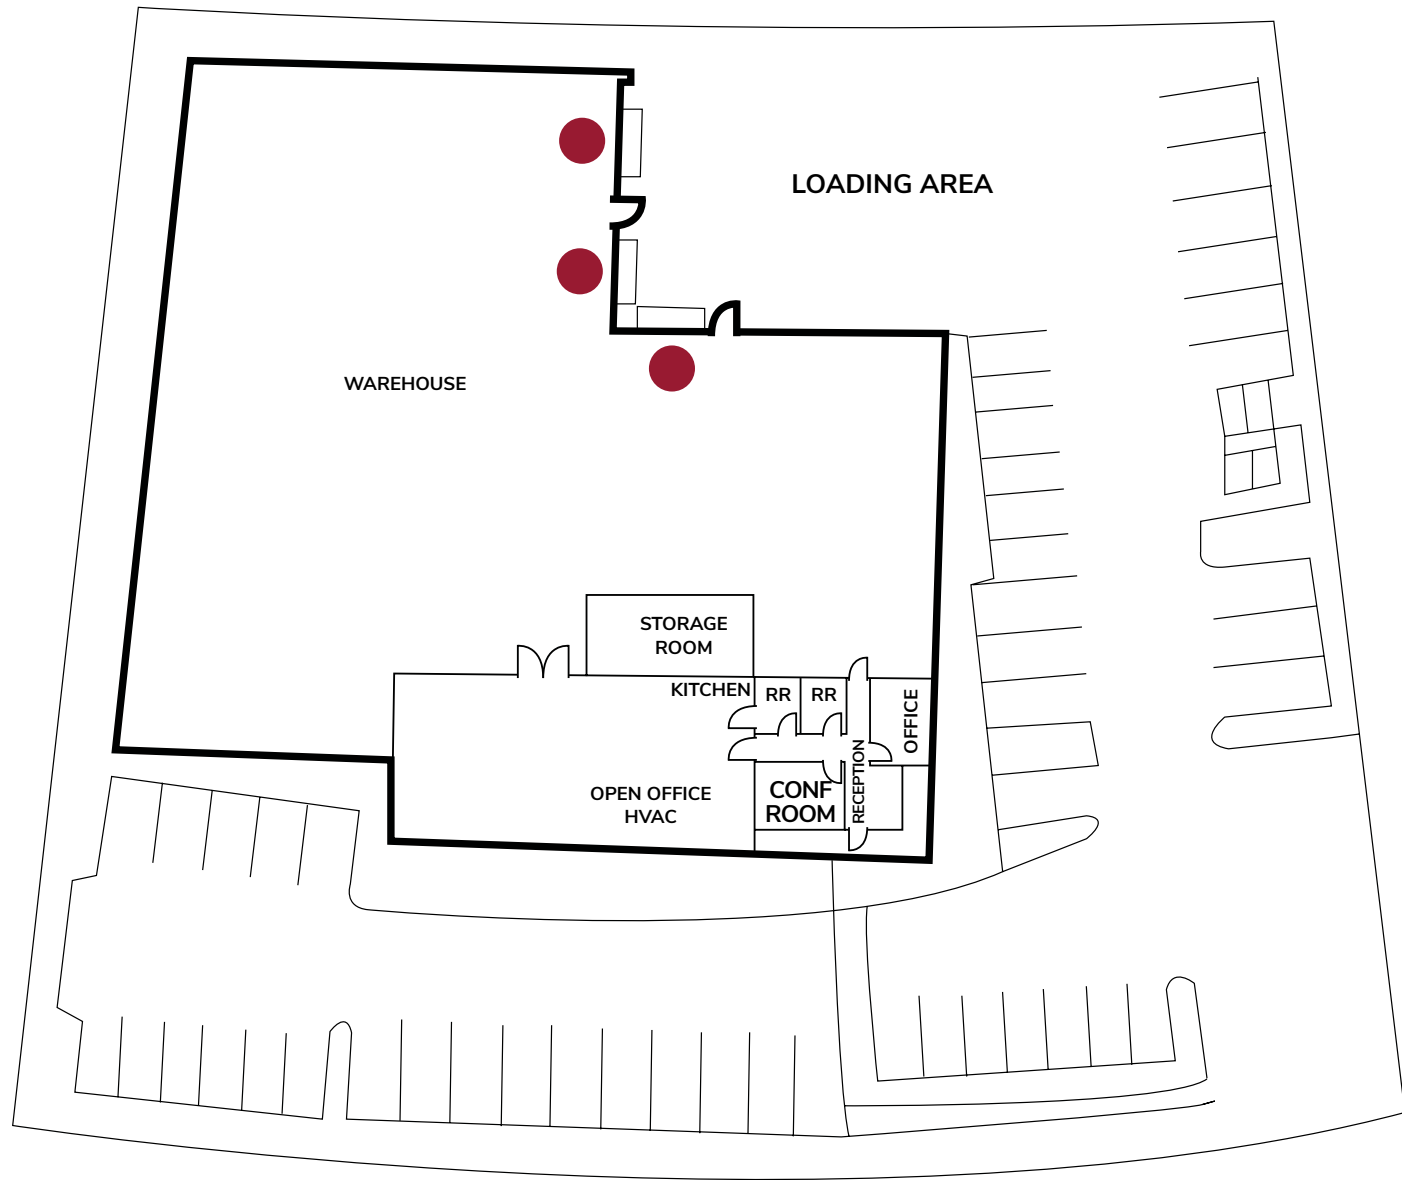 LOADING AREA
WAREHOUSE
STORAGE
ROOM
KITCHEN
RR
RR
OFFICE
RECEPTION
OPEN OFFICE
HVAC
CONF
ROOM